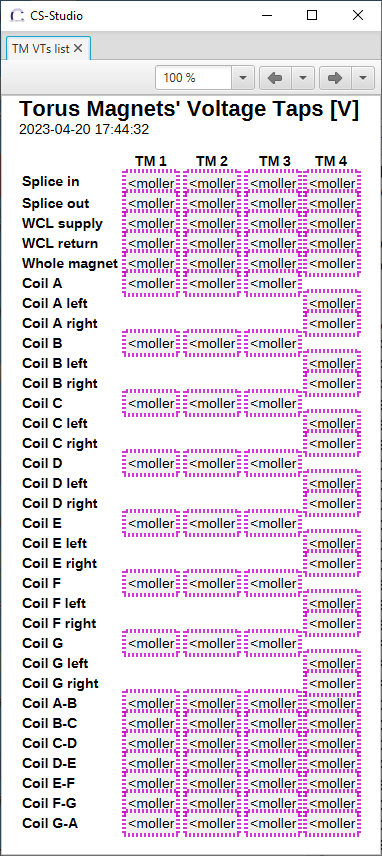 CS-Studio
TM VTs list
100 %
Torus Magnets' Voltage Taps [V]
2023-04-20 17:44:32
TM 1 TM 2 TM 3 TM 4
Splice in <moller <moller <moller <moller
Splice out <moller <moller <moller <moller
WCL supply <moller <moller <moller <moller
WCL return <moller <moller <moller <moller
Whole magnet <moller <moller <moller <moller
Coil A <moller <moller <moller
Coil A left <moller
Coil A right <moller
Coil B <moller <moller <moller
Coil B left <moller
Coil B right <moller
Coil C <moller <moller <moller
Coil C left <moller
Coil C right <moller
Coil D <moller <moller <moller
Coil D left <moller
Coil D right <moller
Coil E <moller <moller <moller
Coil E left <moller
Coil E right <moller
Coil F <moller <moller <moller
Coil F left <moller
Coil F right <moller
Coil G <moller <moller <moller
Coil G left <moller
Coil G right <moller
Coil A-B <moller <moller <moller <moller
Coil B-C <moller <moller <moller <moller
Coil C-D <moller <moller <moller <moller
Coil D-E <moller <moller <moller <moller
Coil E-F <moller <moller <moller <moller
Coil F-G <moller <moller <moller <moller
Coil G-A <moller <moller <moller <moller